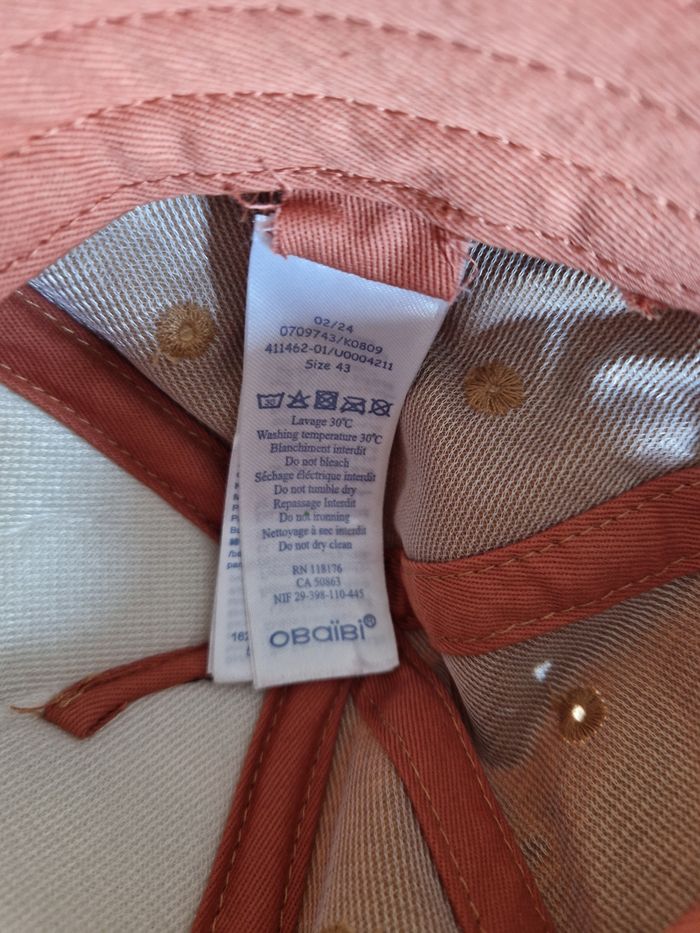 02/24
0709743/K0809
411462-01/U0004211
Size 43
30
Lavage 30°C
Washing temperature 30°C
Blanchiment interdit
Do not bleach
Séchage éléctrique interdit
Do not tumble dry
Repassage Interdit
Do not ironning
Nettoyage à sec interdit
Do not dry clean
RN 118176
CA 50863
NIF 29-398-110-445
OBaïBi®